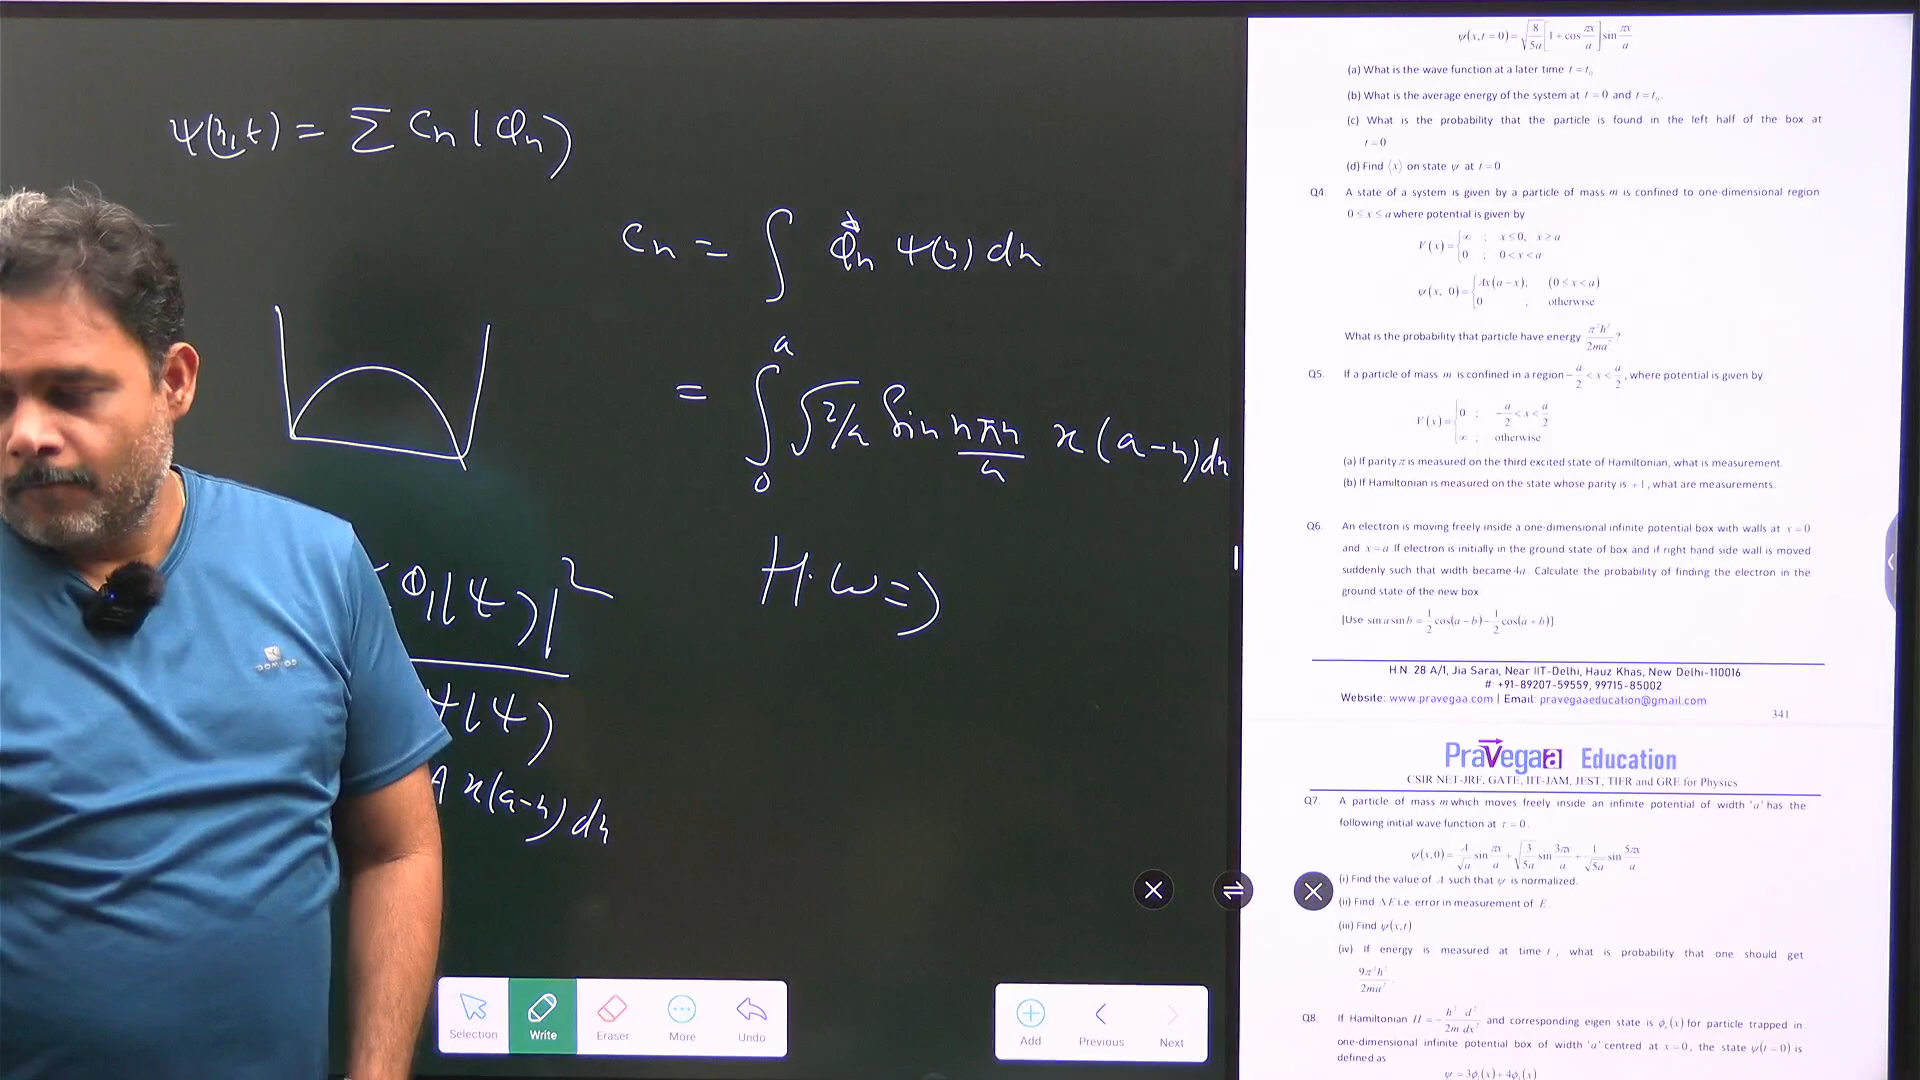 ψ(x,t) = Σ Cn |φn⟩
Cn = ∫ φn* ψ(x) dx
= ∫₀ᵃ √2/a Sin nπx/a x(a-x)dx
H.W ⇒
φ1|ψ⟩|²
ψ|ψ⟩
A x(a-x) dx
DOMYOS
Selection
Write
Eraser
More
Undo
Add
Previous
Next
ψ(x,t=0) = √(8/5a) [1 + cos πx/a] sin πx/a
(a) What is the wave function at a later time t = t₀
(b) What is the average energy of the system at t = 0 and t = t₀.
(c) What is the probability that the particle is found in the left half of the box at
t = 0
(d) Find ⟨x⟩ on state ψ at t = 0
Q4. A state of a system is given by a particle of mass m is confined to one-dimensional region
0 ≤ x ≤ a where potential is given by
V(x) = { ∞ ; x ≤ 0, x ≥ a
0 ; 0 < x < a
ψ(x, 0) = { Ax(a − x); (0 < x < a)
0 , otherwise
What is the probability that particle have energy π²ħ²/2ma² ?
Q5. If a particle of mass m is confined in a region −a/2 < x < a/2, where potential is given by
V(x) = { 0 ; −a/2 < x < a/2
∞ ; otherwise
(a) If parity π is measured on the third excited state of Hamiltonian, what is measurement.
(b) If Hamiltonian is measured on the state whose parity is +1, what are measurements.
Q6. An electron is moving freely inside a one-dimensional infinite potential box with walls at x = 0
and x = a. If electron is initially in the ground state of box and if right hand side wall is moved
suddenly such that width became 4a. Calculate the probability of finding the electron in the
ground state of the new box
[Use sin a sin b = 1/2 cos(a − b) − 1/2 cos(a + b)]
H.N. 28 A/1, Jia Sarai, Near IIT-Delhi, Hauz Khas, New Delhi-110016
#: +91-89207-59559, 99715-85002
Website: www.pravegaa.com | Email: pravegaaeducation@gmail.com
341
Pravegaa Education
CSIR NET-JRF, GATE, IIT-JAM, JEST, TIFR and GRE for Physics
Q7. A particle of mass m which moves freely inside an infinite potential of width 'a' has the
following initial wave function at t = 0.
ψ(x,0) = A/√a sin πx/a + √(3/5a) sin 3πx/a + 1/√5a sin 5πx/a
(i) Find the value of A such that ψ is normalized.
(ii) Find ΔE i.e. error in measurement of E.
(iii) Find ψ(x,t)
(iv) If energy is measured at time t, what is probability that one should get
9π²ħ²/2ma².
Q8. If Hamiltonian H = −ħ²/2m d²/dx² and corresponding eigen state is φₙ(x) for particle trapped in
one-dimensional infinite potential box of width 'a' centred at x = 0, the state ψ(t = 0) is
defined as